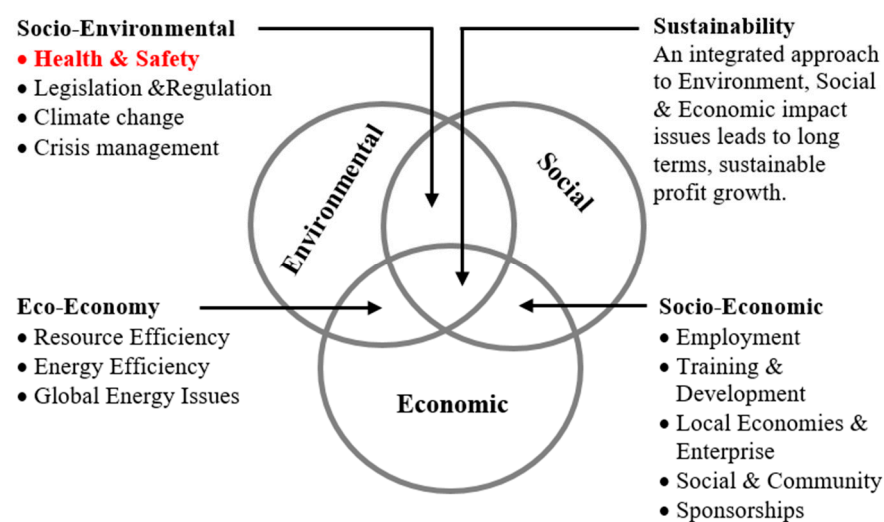 Socio-Environmental
• Health & Safety
• Legislation &Regulation
• Climate change
• Crisis management
Sustainability
An integrated approach
to Environment, Social
& Economic impact
issues leads to long
terms, sustainable
profit growth.
Environmental
Social
Economic
Eco-Economy
• Resource Efficiency
• Energy Efficiency
• Global Energy Issues
Socio-Economic
• Employment
• Training &
Development
• Local Economies &
Enterprise
• Social & Community
• Sponsorships